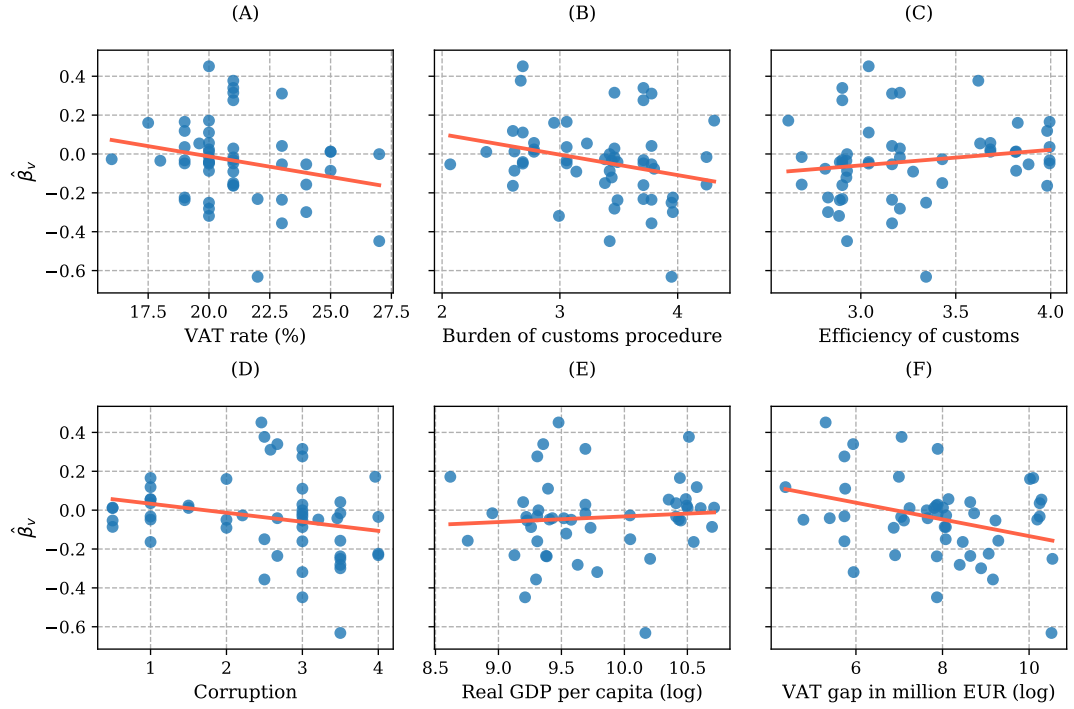 (A) (B) (C)
0.4
0.2
0.0
−0.2
−0.4
−0.6
β̂ᵥ
17.5 20.0 22.5 25.0 27.5 2 3 4 3.0 3.5 4.0
VAT rate (%) Burden of customs procedure Efficiency of customs
(D) (E) (F)
0.4
0.2
0.0
−0.2
−0.4
−0.6
β̂ᵥ
1 2 3 4 8.5 9.0 9.5 10.0 10.5 6 8 10
Corruption Real GDP per capita (log) VAT gap in million EUR (log)